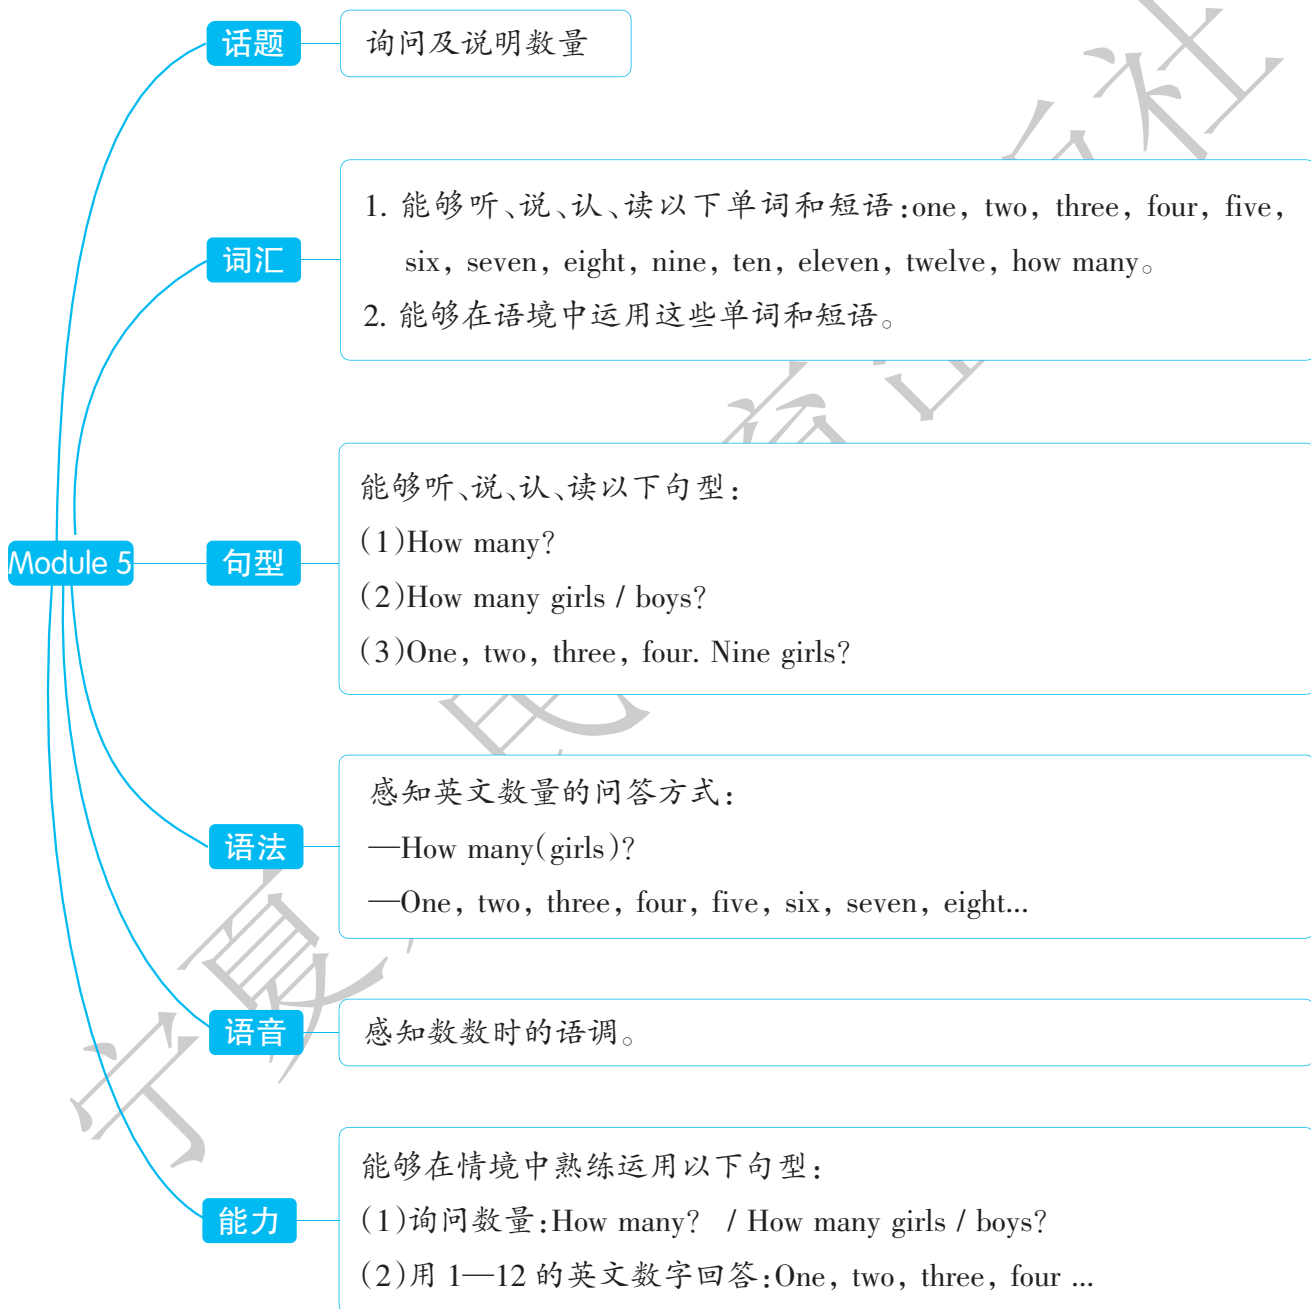 话题
询问及说明数量
词汇
1. 能够听、说、认、读以下单词和短语:one, two, three, four, five,
six, seven, eight, nine, ten, eleven, twelve, how many。
2. 能够在语境中运用这些单词和短语。
Module 5
句型
能够听、说、认、读以下句型:
(1)How many?
(2)How many girls / boys?
(3)One, two, three, four. Nine girls?
语法
感知英文数量的问答方式:
—How many(girls)?
—One, two, three, four, five, six, seven, eight...
语音
感知数数时的语调。
能力
能够在情境中熟练运用以下句型:
(1)询问数量:How many? / How many girls / boys?
(2)用 1—12 的英文数字回答:One, two, three, four ...
宁夏
民
社